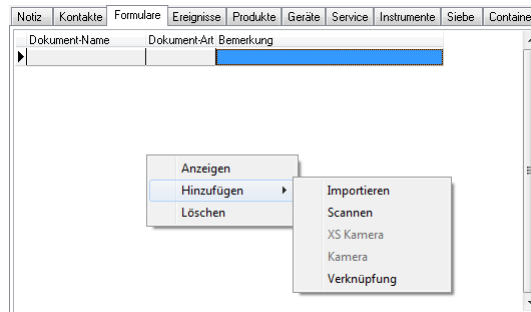 Notiz Kontakte Formulare Ereignisse Produkte Geräte Service Instrumente Siebe Containe
Dokument-Name Dokument-Art Bemerkung
Anzeigen
Hinzufügen Importieren
Löschen Scannen
XS Kamera
Kamera
Verknüpfung